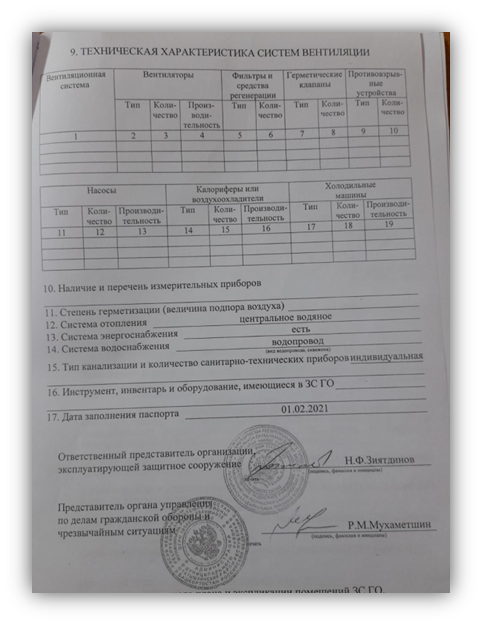 9. ТЕХНИЧЕСКАЯ ХАРАКТЕРИСТИКА СИСТЕМ ВЕНТИЛЯЦИИ
Вентиляционная система
Вентиляторы
Фильтры и средства регенерации
Герметические клапаны
Противовзрыв-ные устройства
Тип
Коли-чество
Произ-води-тельность
Тип
Коли-чество
Тип
Коли-чество
Тип
Коли-чество
1 2 3 4 5 6 7 8 9 10
Насосы
Калориферы или воздухоохладители
Холодильные машины
Тип
Коли-чество
Производи-тельность
Тип
Коли-чество
Производи-тельность
Тип
Коли-чество
Производи-тельность
11 12 13 14 15 16 17 18 19
10. Наличие и перечень измерительных приборов
11. Степень герметизации (величина подпора воздуха)
12. Система отопления центральное водяное
13. Система энергоснабжения есть
14. Система водоснабжения водопровод
15. Тип канализации и количество санитарно-технических приборов индивидуальная
16. Инструмент, инвентарь и оборудование, имеющиеся в ЗС ГО
17. Дата заполнения паспорта 01.02.2021
Ответственный представитель организации,
эксплуатирующей защитное сооружение Н.Ф.Зиятдинов
(подпись, фамилия и инициалы)
Представитель органа управления
по делам гражданской обороны и
чрезвычайным ситуациям Р.М.Мухаметшин
(подпись, фамилия и инициалы)
плана и экспликации помещений ЗС ГО.